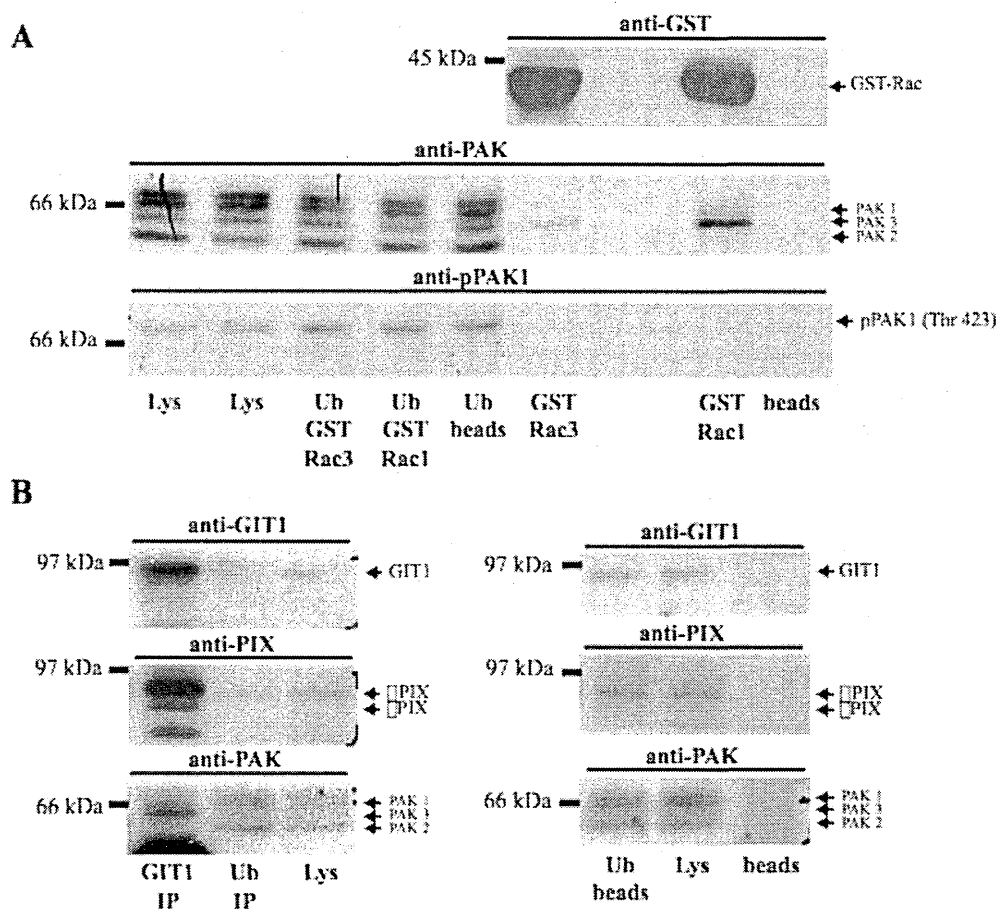 A
anti-GST
45 kDa
GST-Rac
anti-PAK
66 kDa
PAK 1
PAK 3
PAK 2
anti-pPAK1
66 kDa
pPAK1 (Thr 423)
Lys Lys Ub Ub Ub GST GST beads
GST GST beads Rac3 Rac1
Rac3 Rac1
B
anti-GIT1 anti-GIT1
97 kDa GIT1 97 kDa GIT1
anti-PIX anti-PIX
97 kDa 97 kDa
▯PIX ▯PIX
▯PIX ▯PIX
anti-PAK anti-PAK
66 kDa PAK 1 66 kDa PAK 1
PAK 3 PAK 3
PAK 2 PAK 2
GIT1 Ub Lys Ub Lys beads
IP IP beads